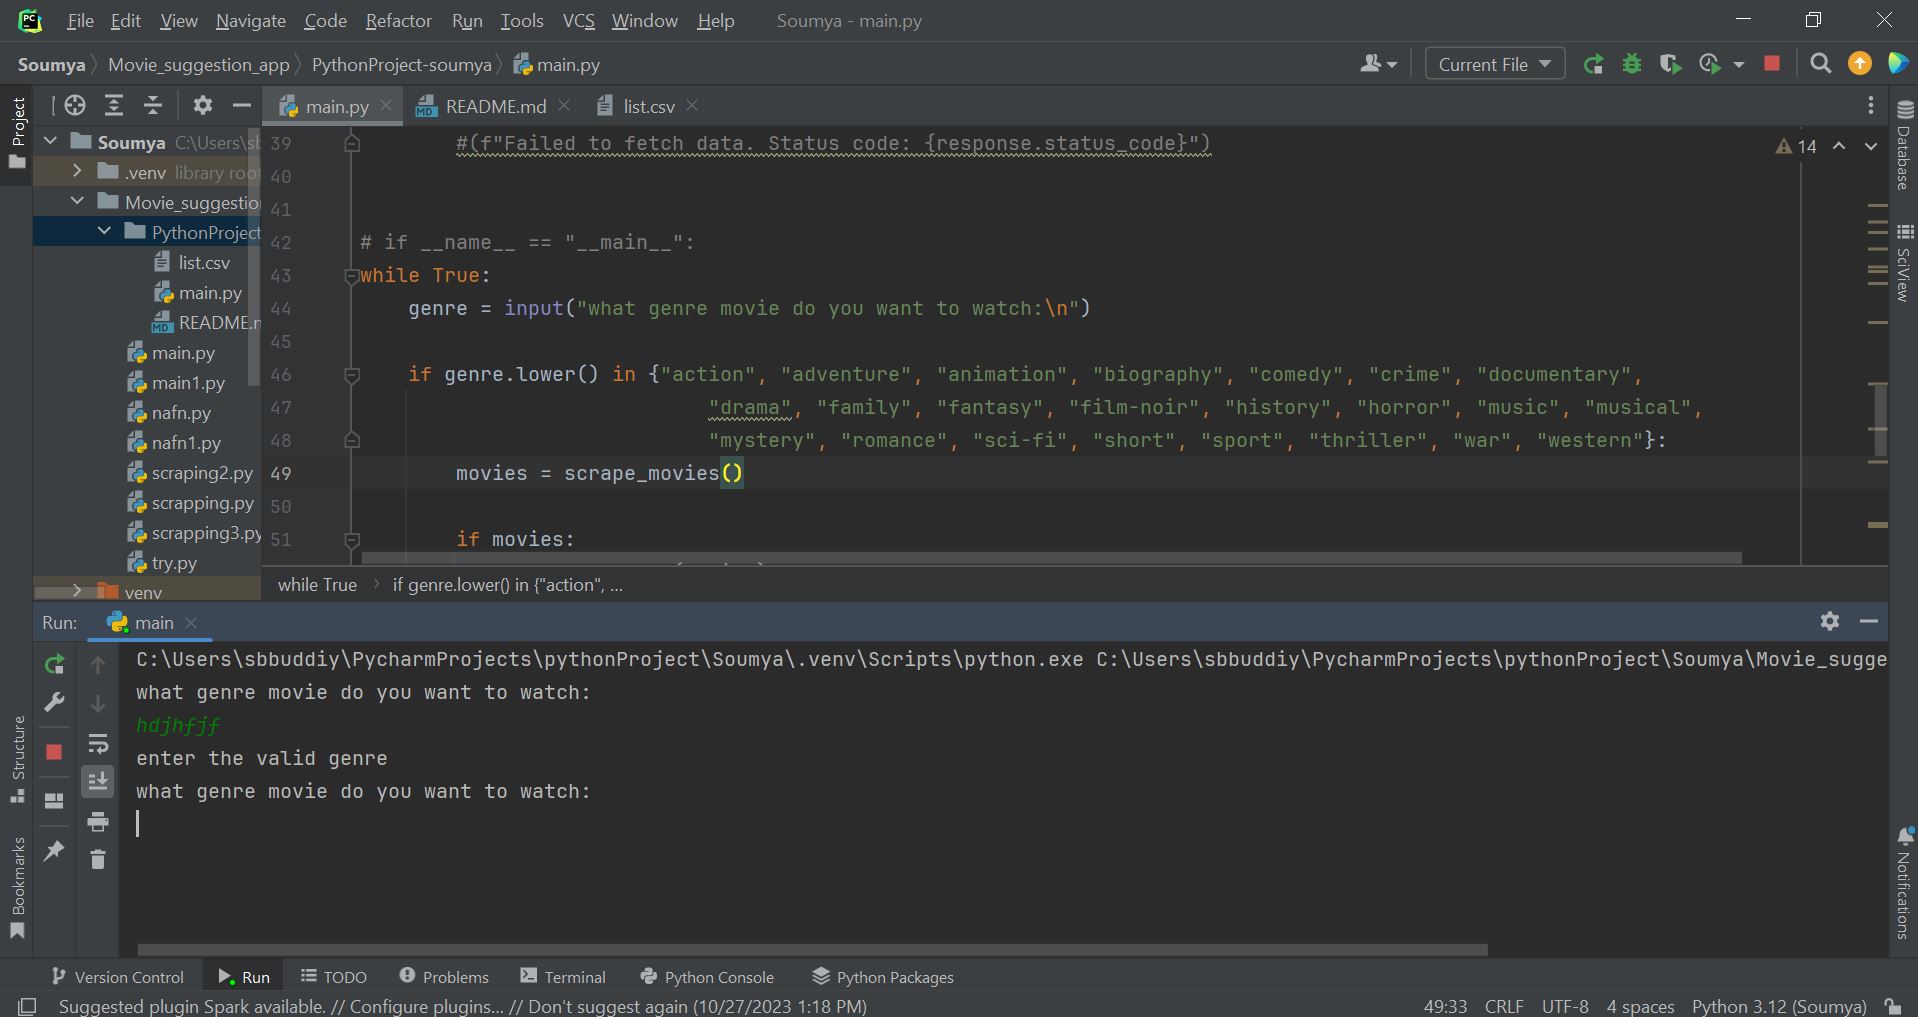 PC File Edit View Navigate Code Refactor Run Tools VCS Window Help Soumya - main.py
Soumya Movie_suggestion_app PythonProject-soumya main.py Current File
Project
main.py README.md list.csv
Soumya C:\Users\sb
.venv library roo
Movie_suggestio
PythonProject
list.csv
main.py
README.m
main.py
main1.py
nafn.py
nafn1.py
scraping2.py
scrapping.py
scrapping3.py
try.py
venv
39 #(f"Failed to fetch data. Status code: {response.status_code}")
14
40
41
42 # if __name__ == "__main__":
43 while True:
44 genre = input("what genre movie do you want to watch:\n")
45
46 if genre.lower() in {"action", "adventure", "animation", "biography", "comedy", "crime", "documentary",
47 "drama", "family", "fantasy", "film-noir", "history", "horror", "music", "musical",
48 "mystery", "romance", "sci-fi", "short", "sport", "thriller", "war", "western"}:
49 movies = scrape_movies()
50
51 if movies:
while True if genre.lower() in {"action", ...
Database
SciView
Notifications
Structure
Bookmarks
Run: main
C:\Users\sbbuddiy\PycharmProjects\pythonProject\Soumya\.venv\Scripts\python.exe C:\Users\sbbuddiy\PycharmProjects\pythonProject\Soumya\Movie_sugge
what genre movie do you want to watch:
hdjhfjf
enter the valid genre
what genre movie do you want to watch:
Version Control Run TODO Problems Terminal Python Console Python Packages
Suggested plugin Spark available. // Configure plugins... // Don't suggest again (10/27/2023 1:18 PM) 49:33 CRLF UTF-8 4 spaces Python 3.12 (Soumya)